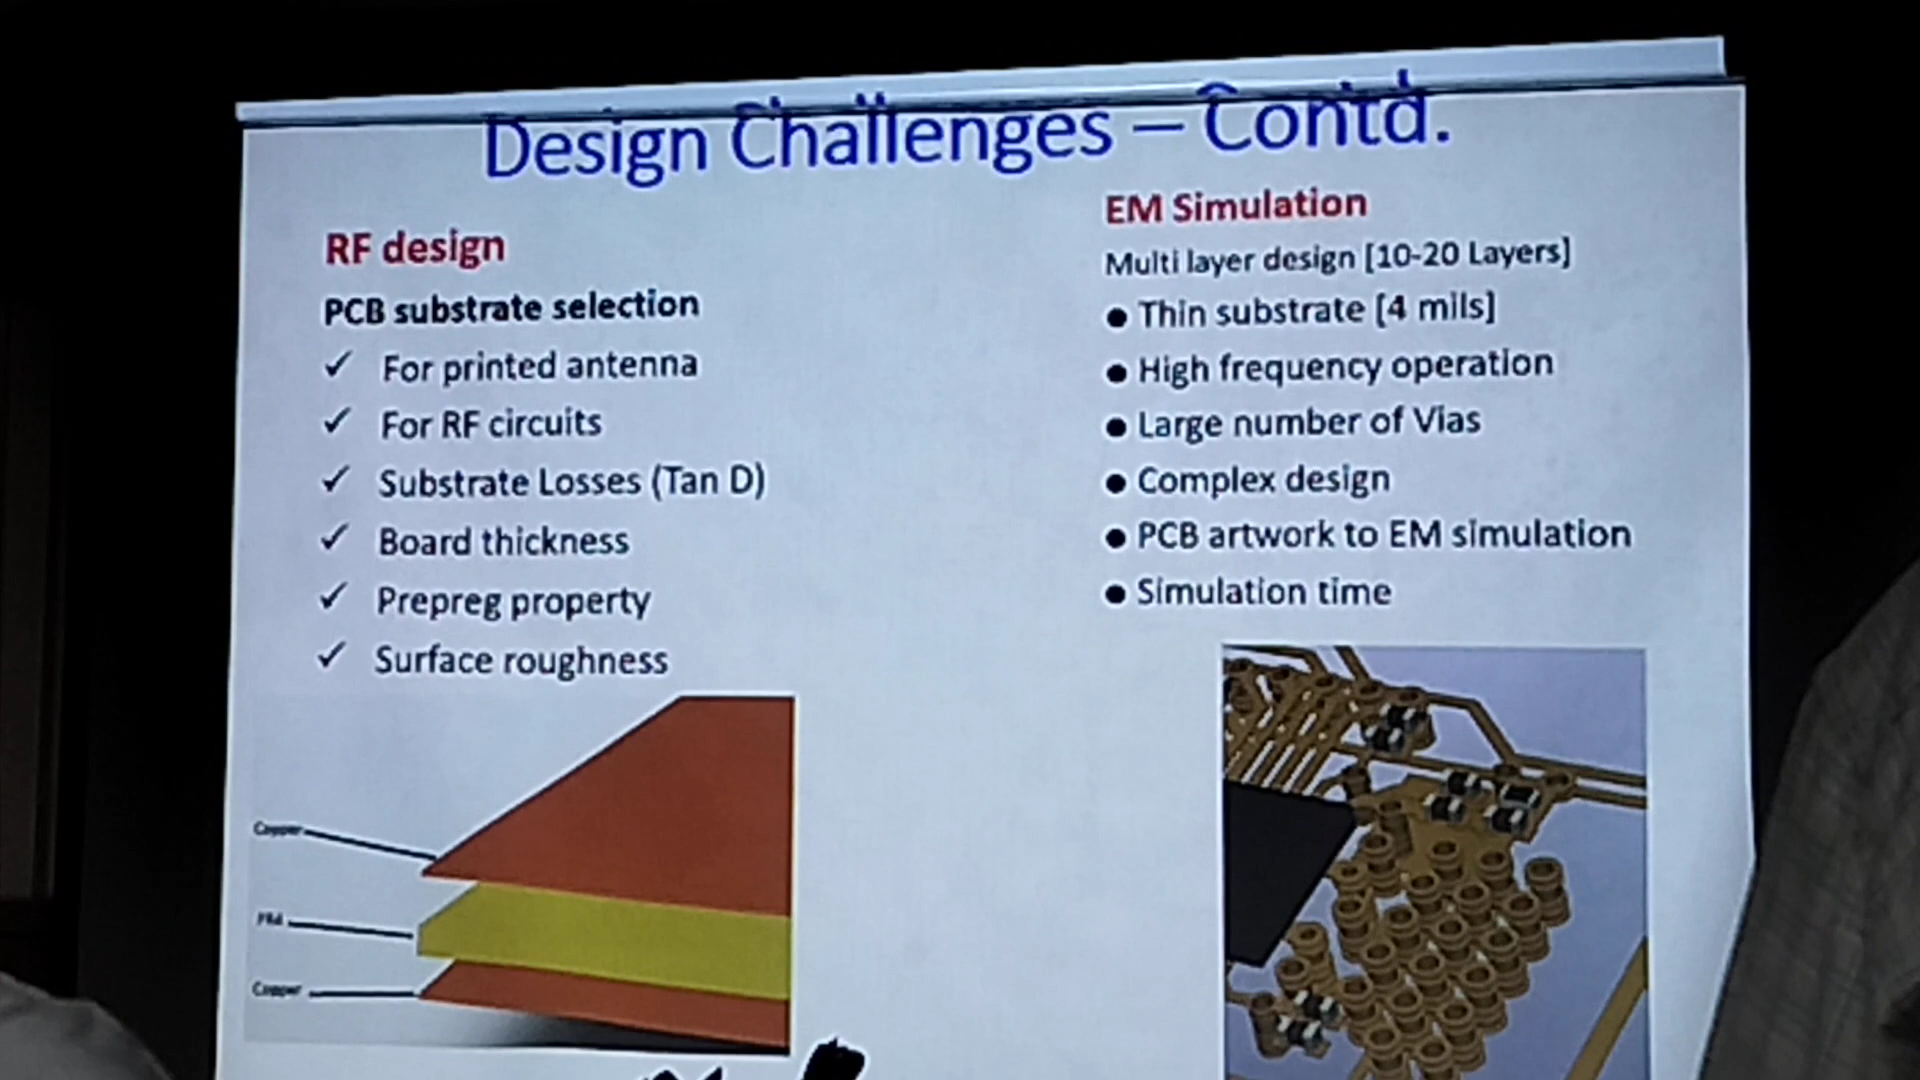 Design Challenges – Contd.
RF design
PCB substrate selection
✓ For printed antenna
✓ For RF circuits
✓ Substrate Losses (Tan D)
✓ Board thickness
✓ Prepreg property
✓ Surface roughness
Copper
Copper
EM Simulation
Multi layer design [10-20 Layers]
● Thin substrate [4 mils]
● High frequency operation
● Large number of Vias
● Complex design
● PCB artwork to EM simulation
● Simulation time